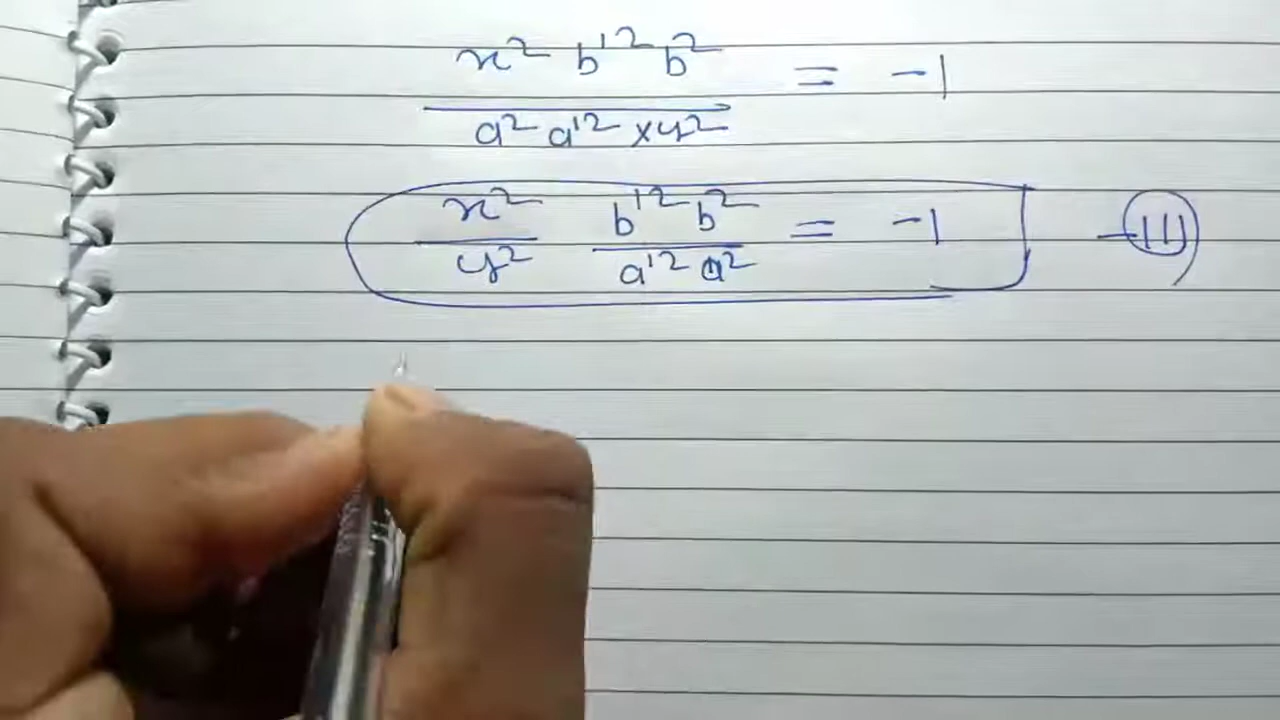 x² b'² b² / a² a'² × y² = -1
x² / y² b'² b² / a'² a² = -1 - (III)